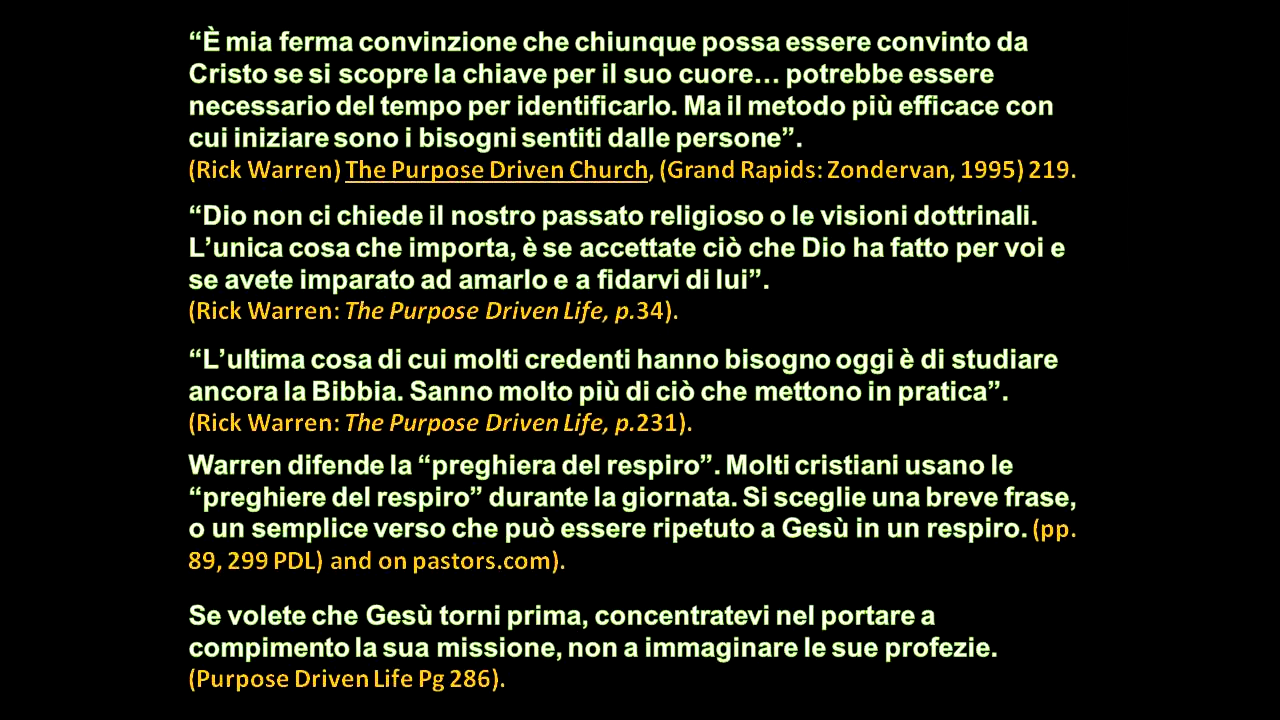 “È mia ferma convinzione che chiunque possa essere convinto da
Cristo se si scopre la chiave per il suo cuore… potrebbe essere
necessario del tempo per identificarlo. Ma il metodo più efficace con
cui iniziare sono i bisogni sentiti dalle persone”.
(Rick Warren) The Purpose Driven Church, (Grand Rapids: Zondervan, 1995) 219.
“Dio non ci chiede il nostro passato religioso o le visioni dottrinali.
L’unica cosa che importa, è se accettate ciò che Dio ha fatto per voi e
se avete imparato ad amarlo e a fidarvi di lui”.
(Rick Warren: The Purpose Driven Life, p.34).
“L’ultima cosa di cui molti credenti hanno bisogno oggi è di studiare
ancora la Bibbia. Sanno molto più di ciò che mettono in pratica”.
(Rick Warren: The Purpose Driven Life, p.231).
Warren difende la “preghiera del respiro”. Molti cristiani usano le
“preghiere del respiro” durante la giornata. Si sceglie una breve frase,
o un semplice verso che può essere ripetuto a Gesù in un respiro. (pp.
89, 299 PDL) and on pastors.com).
Se volete che Gesù torni prima, concentratevi nel portare a
compimento la sua missione, non a immaginare le sue profezie.
(Purpose Driven Life Pg 286).